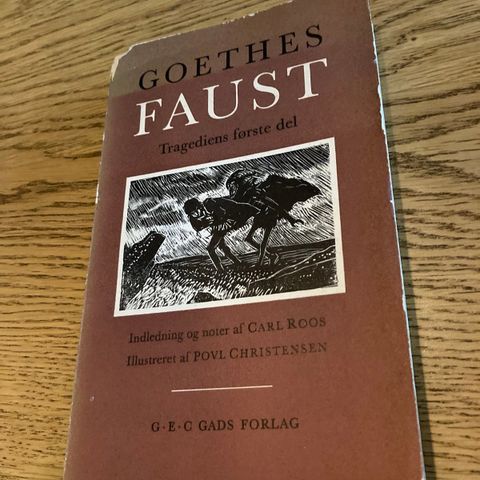 GOETHES
FAUST
Tragediens første del
Indledning og noter af CARL ROOS
Illustreret af POVL CHRISTENSEN
G·E·C GADS FORLAG